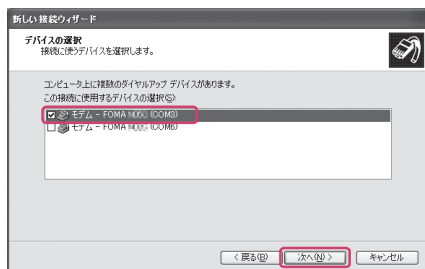 新しい接続ウィザード
デバイスの選択
接続に使うデバイスを選択します。
コンピュータ上に複数のダイヤルアップ デバイスがあります。
この接続に使用するデバイスの選択(S):
モデム - FOMA (COM3)
モデム - FOMA (COM6)
< 戻る(B)
次へ(N) >
キャンセル